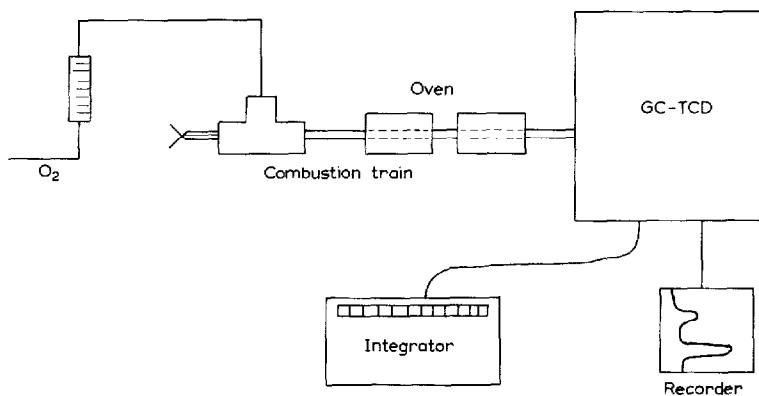 Oven
GC-TCD
O₂
Combustion train
Integrator
Recorder